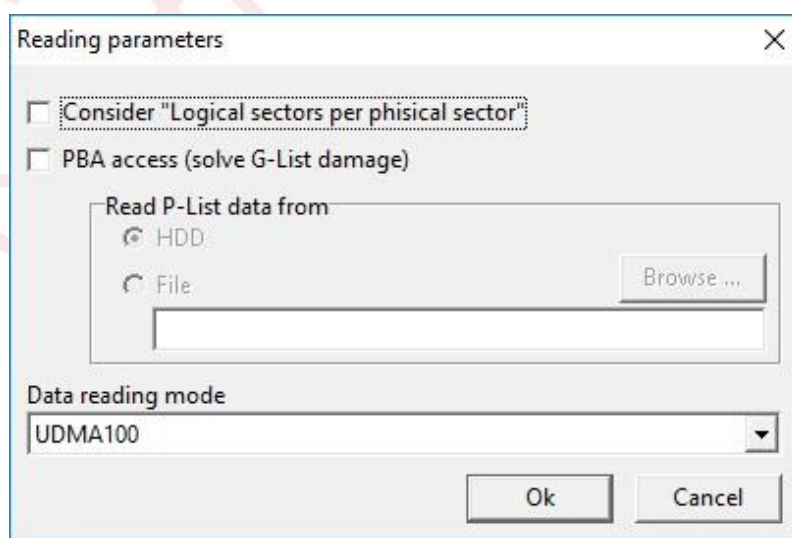 Reading parameters
Consider "Logical sectors per phisical sector"
PBA access (solve G-List damage)
Read P-List data from
HDD
File
Browse ...
Data reading mode
UDMA100
Ok
Cancel